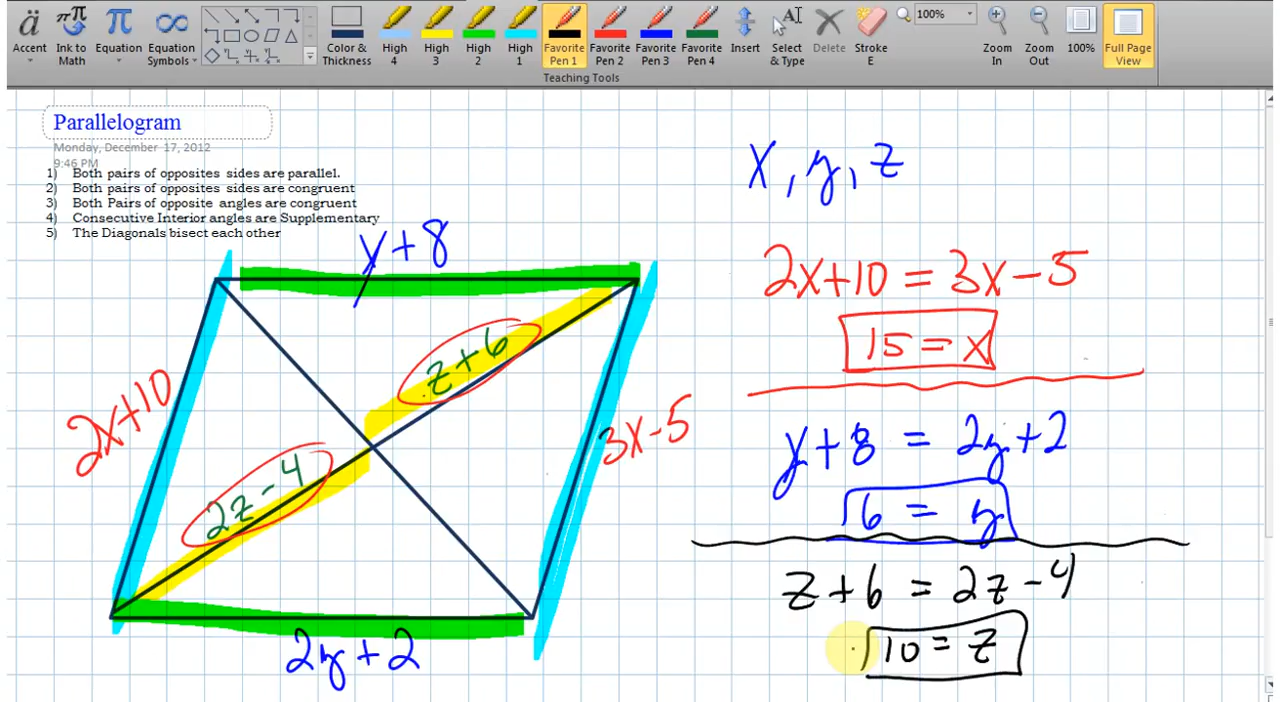 Accent
Ink to Math
Equation
Equation Symbols
Color & Thickness
High 4
High 3
High 2
High 1
Favorite Pen 1
Favorite Pen 2
Favorite Pen 3
Favorite Pen 4
Insert
Select & Type
Delete
Stroke E
100%
Zoom In
Zoom Out
100%
Full Page View
Teaching Tools
Parallelogram
Monday, December 17, 2012
9:46 PM
1) Both pairs of opposites sides are parallel.
2) Both pairs of opposites sides are congruent
3) Both Pairs of opposite angles are congruent
4) Consecutive Interior angles are Supplementary
5) The Diagonals bisect each other
y+8
2x+10
z+6
3x-5
2z-4
2y+2
x, y, z
2x+10 = 3x-5
15 = x
y+8 = 2y+2
6 = y
z+6 = 2z-4
10 = z